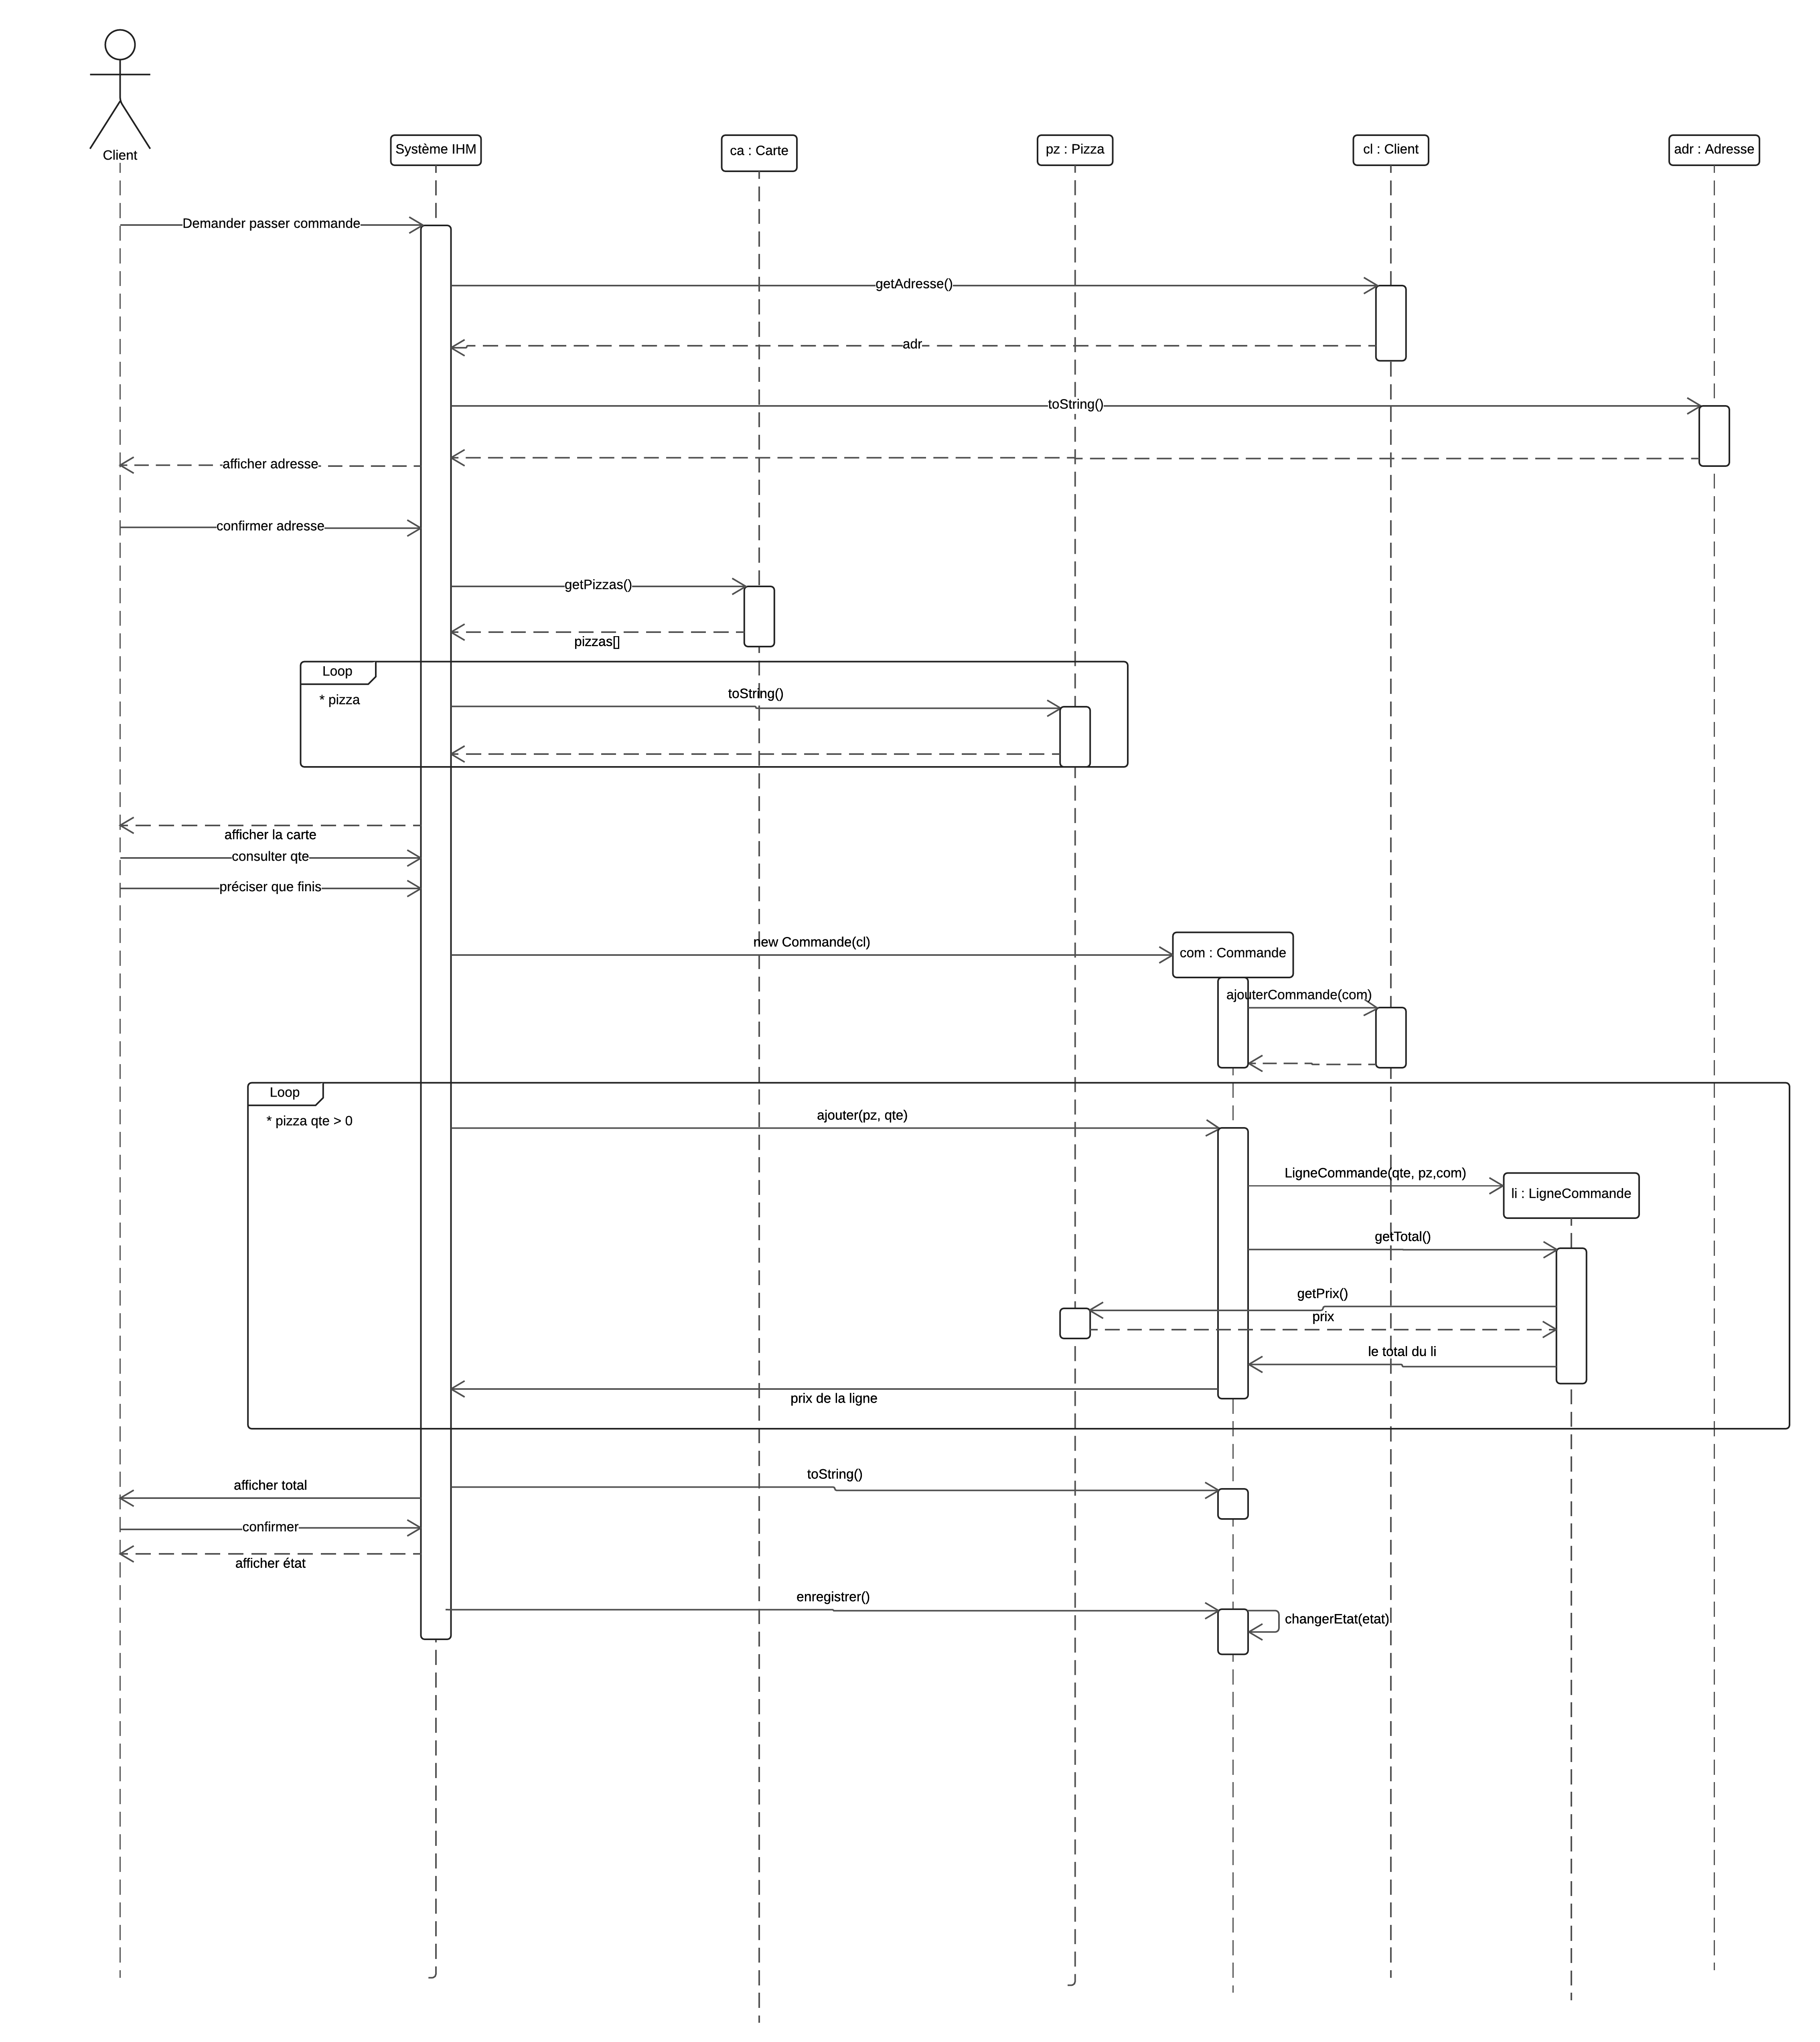 Client
Système IHM
ca : Carte
pz : Pizza
cl : Client
adr : Adresse
Demander passer commande
getAdresse()
adr
toString()
afficher adresse
confirmer adresse
getPizzas()
pizzas[]
Loop
* pizza
toString()
afficher la carte
consulter qte
préciser que finis
new Commande(cl)
com : Commande
ajouterCommande(com)
Loop
* pizza qte > 0
ajouter(pz, qte)
LigneCommande(qte, pz,com)
li : LigneCommande
getTotal()
getPrix()
prix
le total du li
prix de la ligne
toString()
afficher total
confirmer
afficher état
enregistrer()
changerEtat(etat)